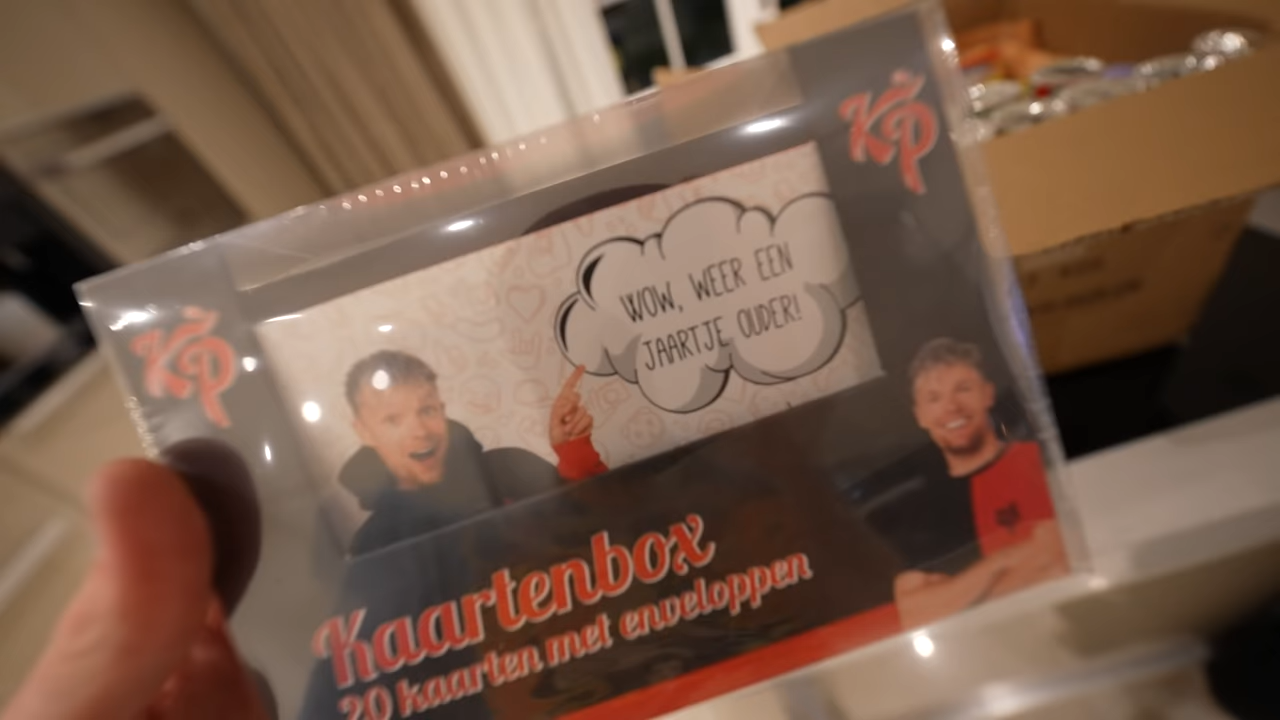 KP
WOW, WEER EEN
JAARTJE OUDER!
KP
Kaartenbox
20 kaarten met enveloppen